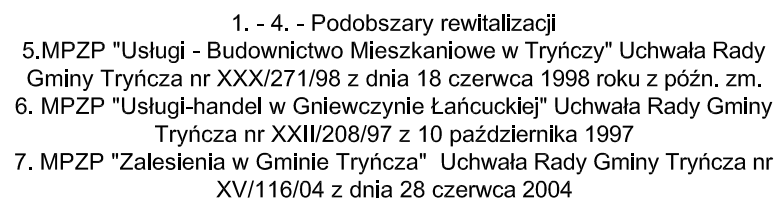 1. - 4. - Podobszary rewitalizacji
5.MPZP "Usługi - Budownictwo Mieszkaniowe w Tryńczy" Uchwała Rady
Gminy Tryńcza nr XXX/271/98 z dnia 18 czerwca 1998 roku z późn. zm.
6. MPZP "Usługi-handel w Gniewczynie Łańcuckiej" Uchwała Rady Gminy
Tryńcza nr XXII/208/97 z 10 października 1997
7. MPZP "Zalesienia w Gminie Tryńcza" Uchwała Rady Gminy Tryńcza nr
XV/116/04 z dnia 28 czerwca 2004